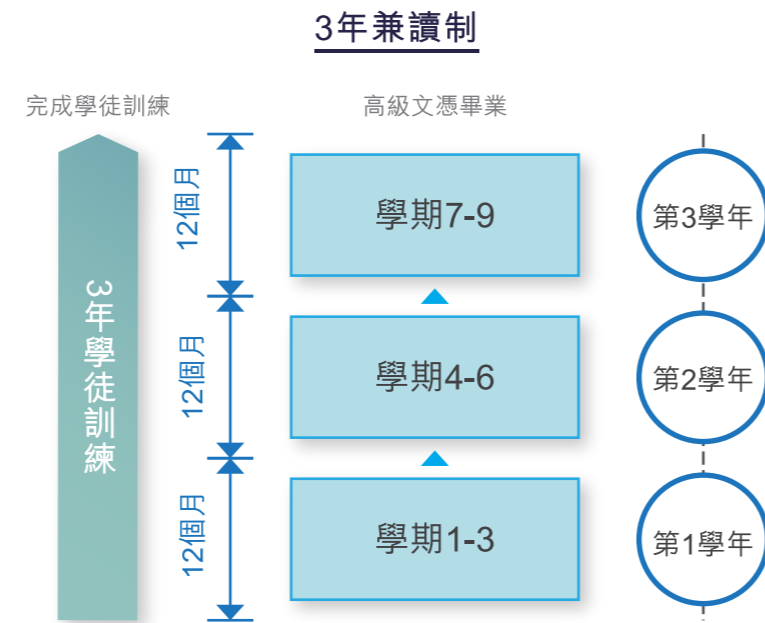 3年兼讀制
完成學徒訓練
高級文憑畢業
3年學徒訓練
12個月
學期7-9
第3學年
12個月
學期4-6
第2學年
12個月
學期1-3
第1學年